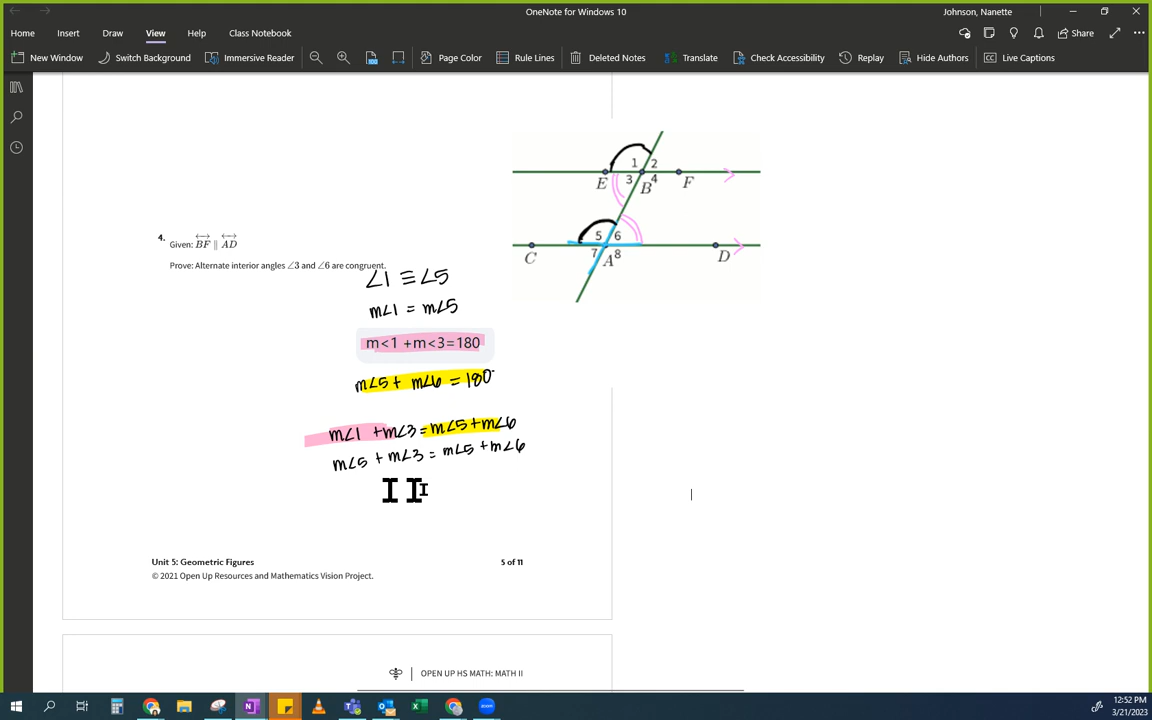 OneNote for Windows 10
Johnson, Nanette
Home Insert Draw View Help Class Notebook
Share
New Window Switch Background Immersive Reader Page Color Rule Lines Deleted Notes Translate Check Accessibility Replay Hide Authors Live Captions
1 2
E 3 B 4 F
5 6
C 7 A 8 D
4.
Given: BF ∥ AD
Prove: Alternate interior angles ∠3 and ∠6 are congruent.
∠1 ≡ ∠5
m∠1 = m∠5
m<1 +m<3=180
m∠5 + m∠6 = 180
m∠1 + m∠3 = m∠5 + m∠6
m∠5 + m∠3 = m∠5 + m∠6
Unit 5: Geometric Figures
5 of 11
© 2021 Open Up Resources and Mathematics Vision Project.
OPEN UP HS MATH: MATH II
12:52 PM
3/21/2023